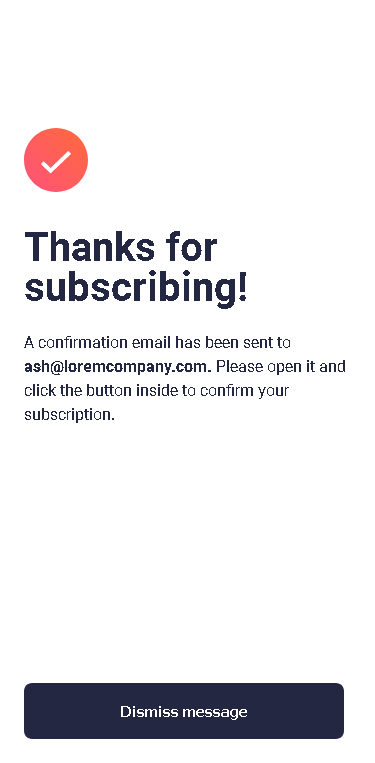 Thanks for
subscribing!
A confirmation email has been sent to
ash@loremcompany.com. Please open it and
click the button inside to confirm your
subscription.
Dismiss message